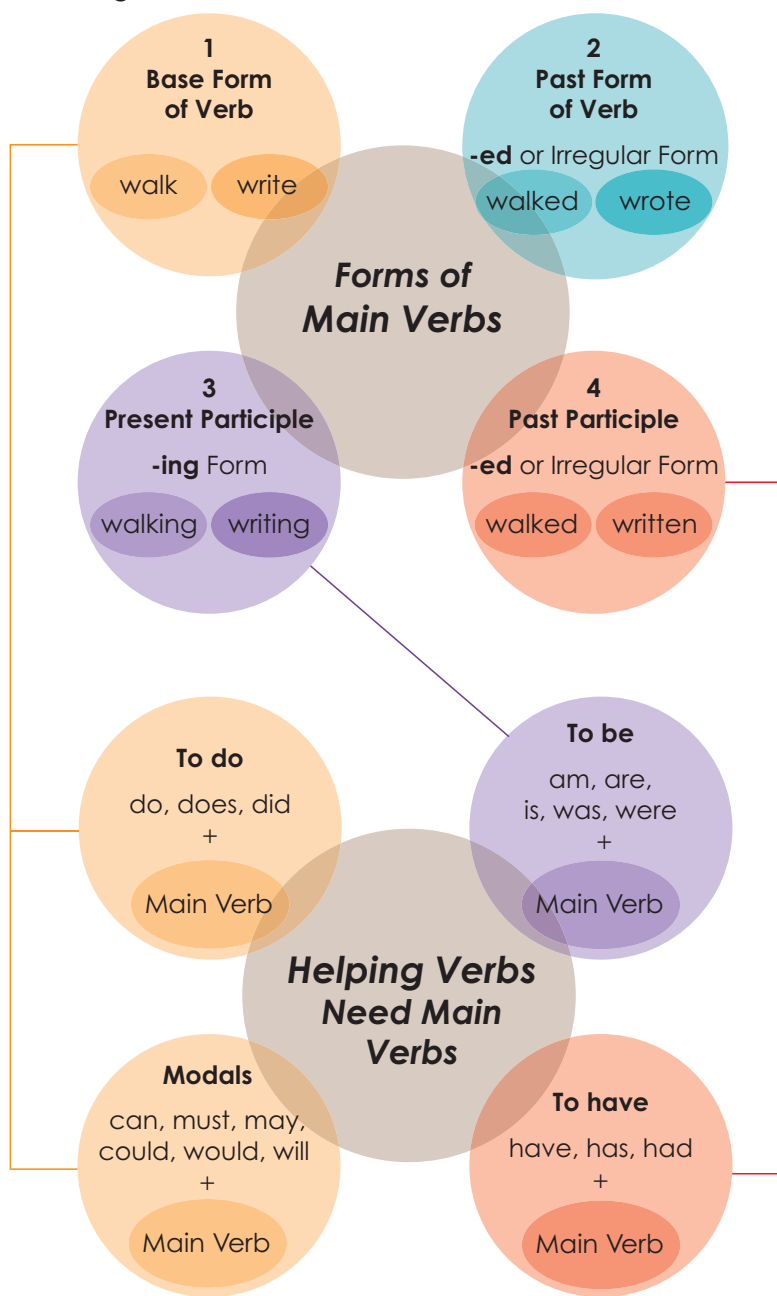 1
Base Form
of Verb
walk
write
2
Past Form
of Verb
-ed or Irregular Form
walked
wrote
Forms of
Main Verbs
3
Present Participle
-ing Form
walking
writing
4
Past Participle
-ed or Irregular Form
walked
written
To do
do, does, did
+
Main Verb
To be
am, are,
is, was, were
+
Main Verb
Helping Verbs
Need Main
Verbs
Modals
can, must, may,
could, would, will
+
Main Verb
To have
have, has, had
+
Main Verb